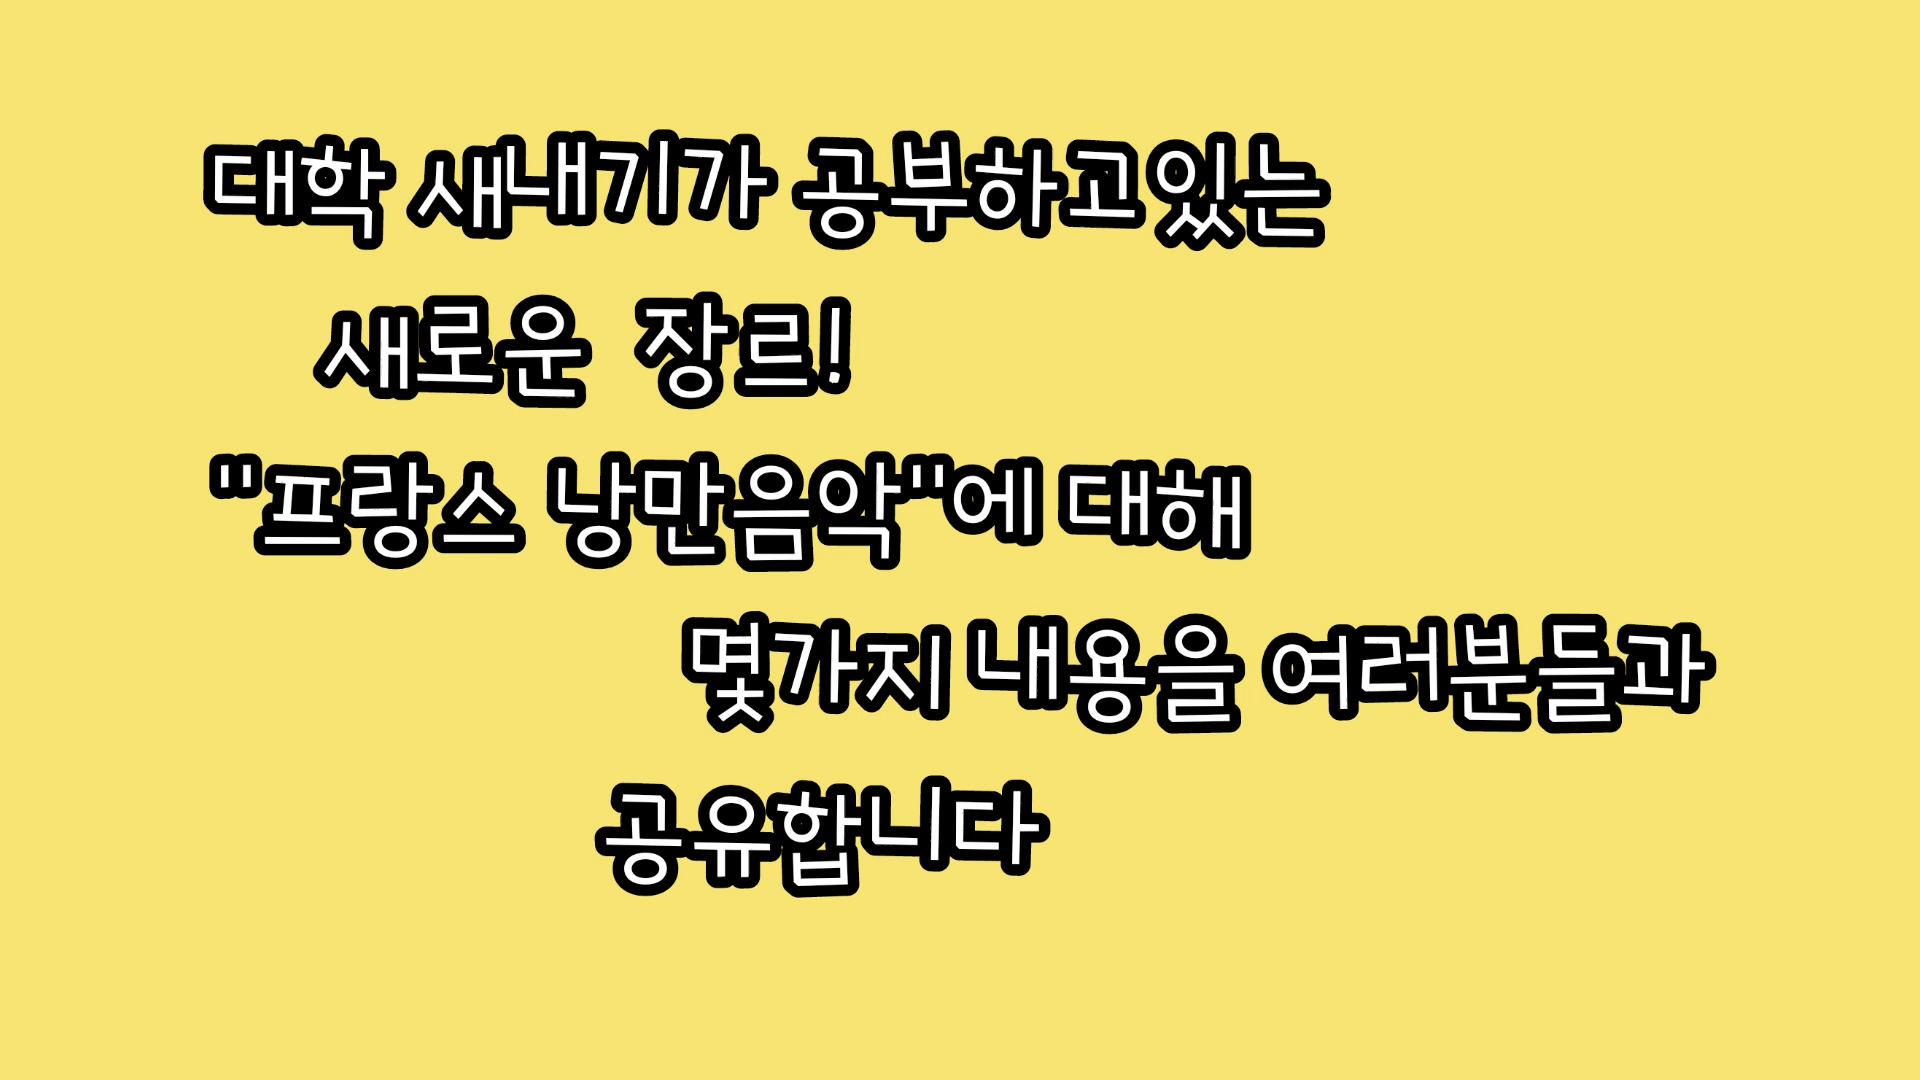 대학 새내기가 공부하고있는
새로운 장르!
"프랑스 낭만음악"에 대해
몇가지 내용을 여러분들과
공유합니다